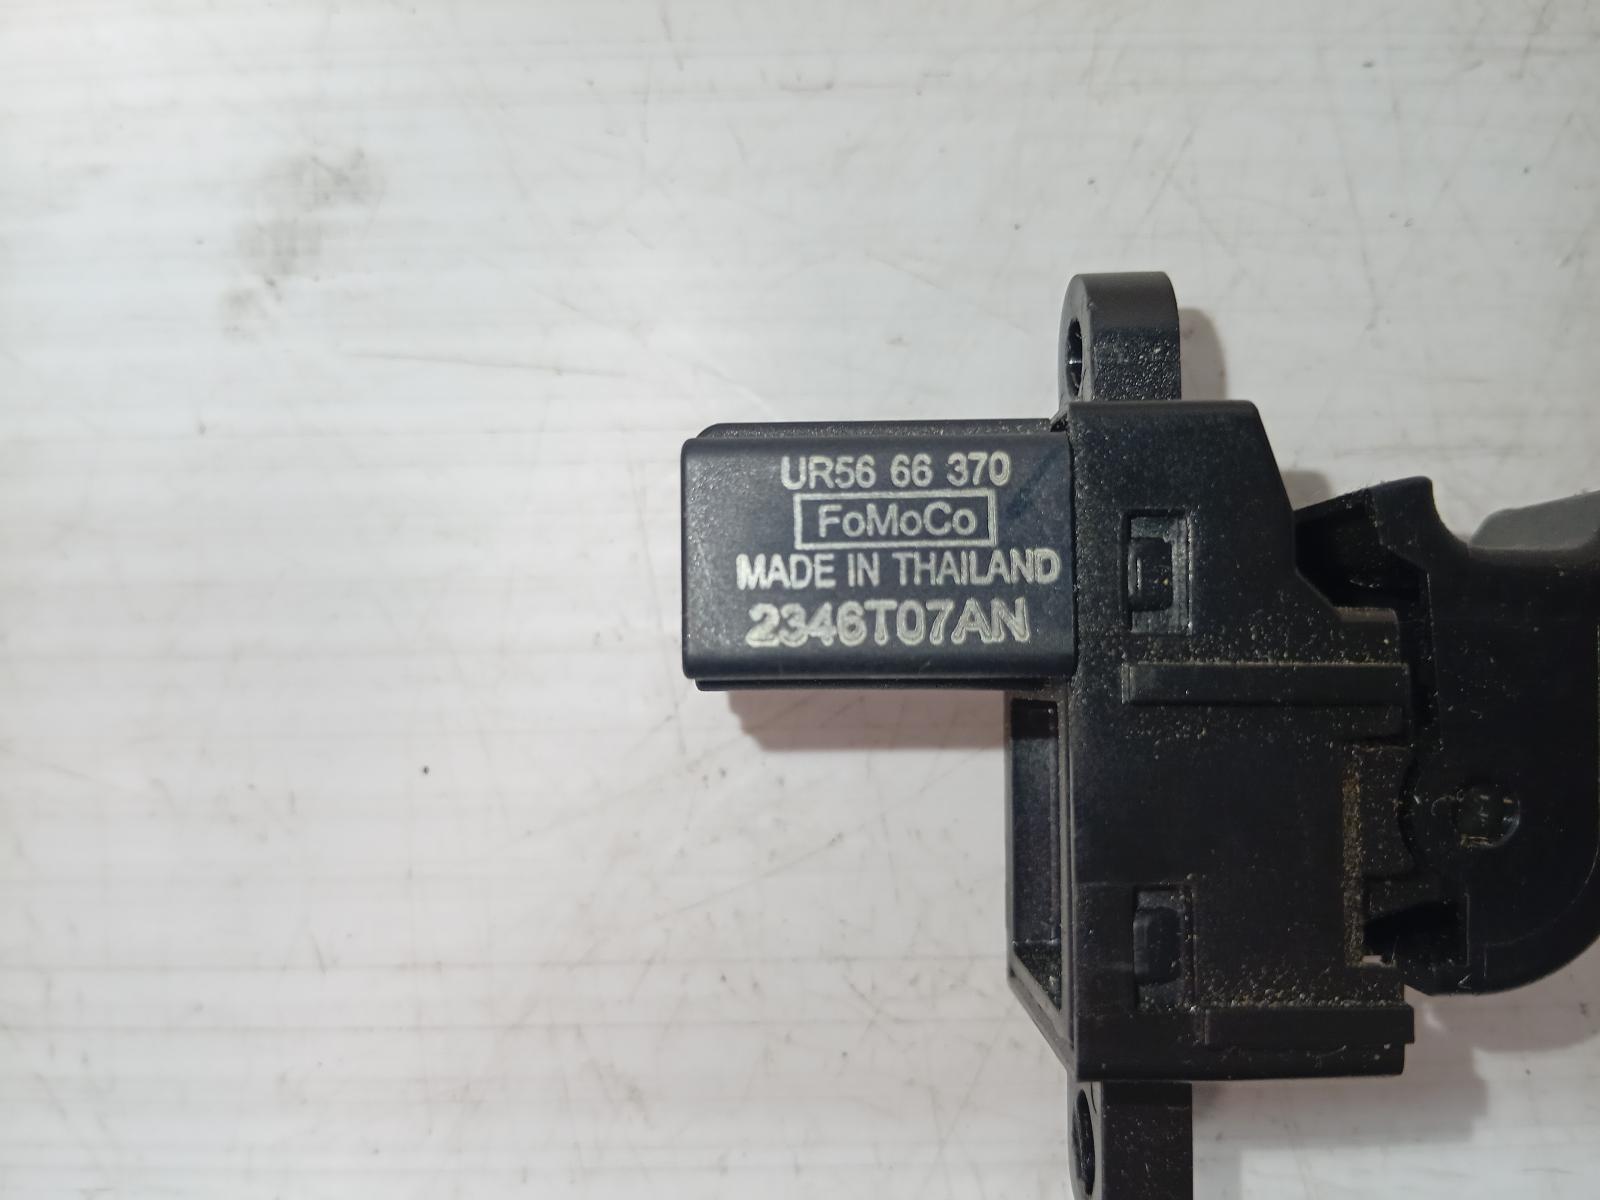 UR56 66 370
FoMoCo
MADE IN THAILAND
2346T07AN